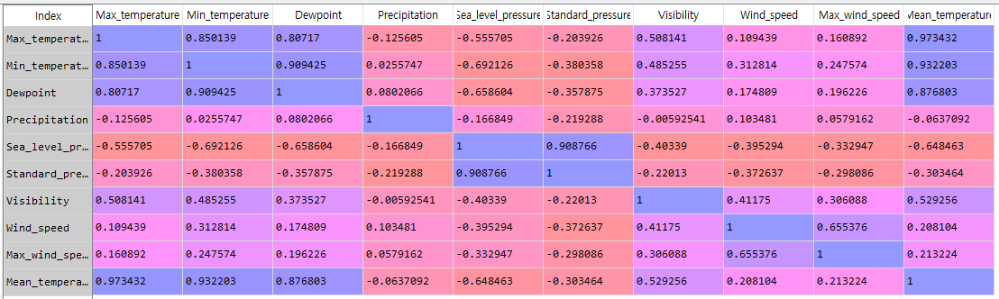 Index Max_temperature Min_temperature Dewpoint Precipitation Sea_level_pressure Standard_pressure Visibility Wind_speed Max_wind_speed Mean_temperature
Max_temperat... 1 0.850139 0.80717 -0.125605 -0.555705 -0.203926 0.508141 0.109439 0.160892 0.973432
Min_temperat... 0.850139 1 0.909425 0.0255747 -0.692126 -0.380358 0.485255 0.312814 0.247574 0.932203
Dewpoint 0.80717 0.909425 1 0.0802066 -0.658604 -0.357875 0.373527 0.174809 0.196226 0.876803
Precipitation -0.125605 0.0255747 0.0802066 1 -0.166849 -0.219288 -0.00592541 0.103481 0.0579162 -0.0637092
Sea_level_pr... -0.555705 -0.692126 -0.658604 -0.166849 1 0.908766 -0.40339 -0.395294 -0.332947 -0.648463
Standard_pre... -0.203926 -0.380358 -0.357875 -0.219288 0.908766 1 -0.22013 -0.372637 -0.298086 -0.303464
Visibility 0.508141 0.485255 0.373527 -0.00592541 -0.40339 -0.22013 1 0.41175 0.306088 0.529256
Wind_speed 0.109439 0.312814 0.174809 0.103481 -0.395294 -0.372637 0.41175 1 0.655376 0.208104
Max_wind_spe... 0.160892 0.247574 0.196226 0.0579162 -0.332947 -0.298086 0.306088 0.655376 1 0.213224
Mean_tempera... 0.973432 0.932203 0.876803 -0.0637092 -0.648463 -0.303464 0.529256 0.208104 0.213224 1